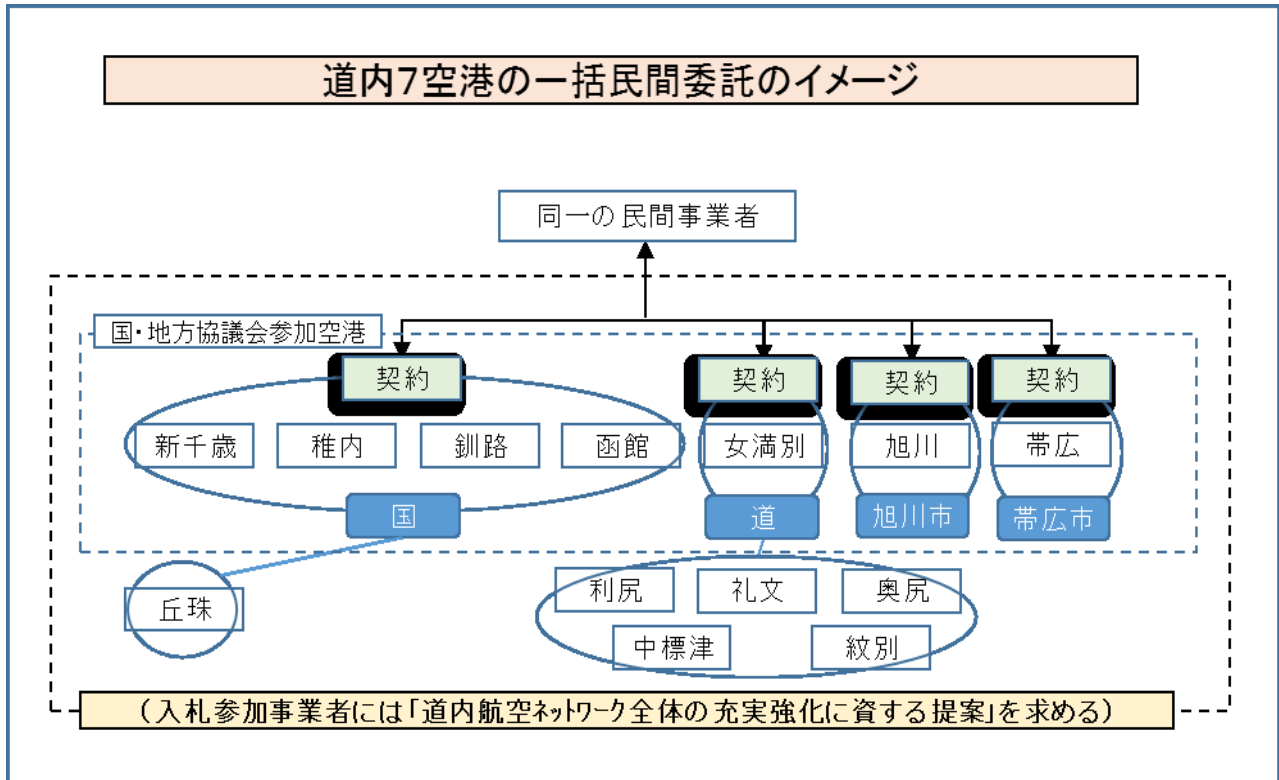 道内7空港の一括民間委託のイメージ
同一の民間事業者
国・地方協議会参加空港
契約
契約
契約
契約
新千歳
稚内
釧路
函館
女満別
旭川
帯広
国
道
旭川市
帯広市
丘珠
利尻
礼文
奥尻
中標津
紋別
(入札参加事業者には「道内航空ネットワーク全体の充実強化に資する提案」を求める)